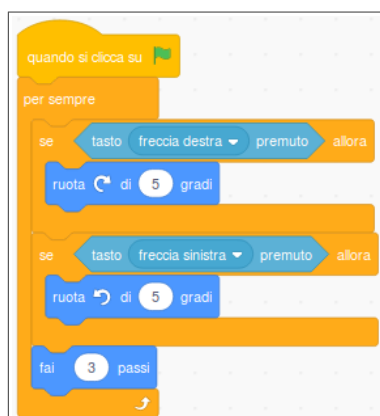 quando si clicca su
per sempre
se tasto freccia destra premuto allora
ruota di 5 gradi
se tasto freccia sinistra premuto allora
ruota di 5 gradi
fai 3 passi